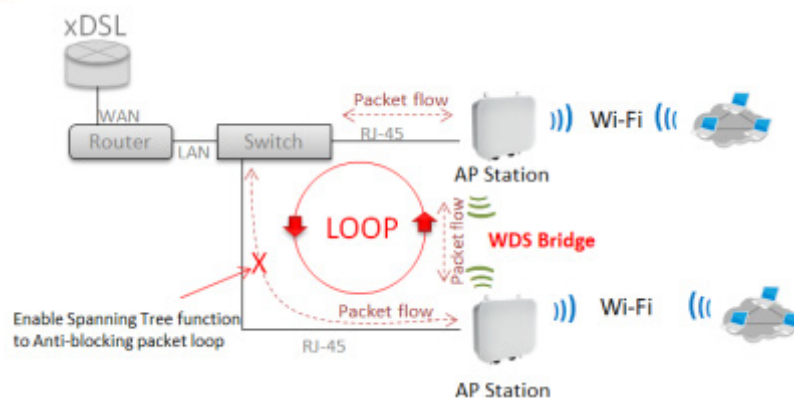 xDSL
WAN
Router
LAN
Switch
Packet flow
RJ-45
AP Station
Wi-Fi
LOOP
Packet flow
WDS Bridge
X
Enable Spanning Tree function
to Anti-blocking packet loop
Packet flow
RJ-45
AP Station
Wi-Fi